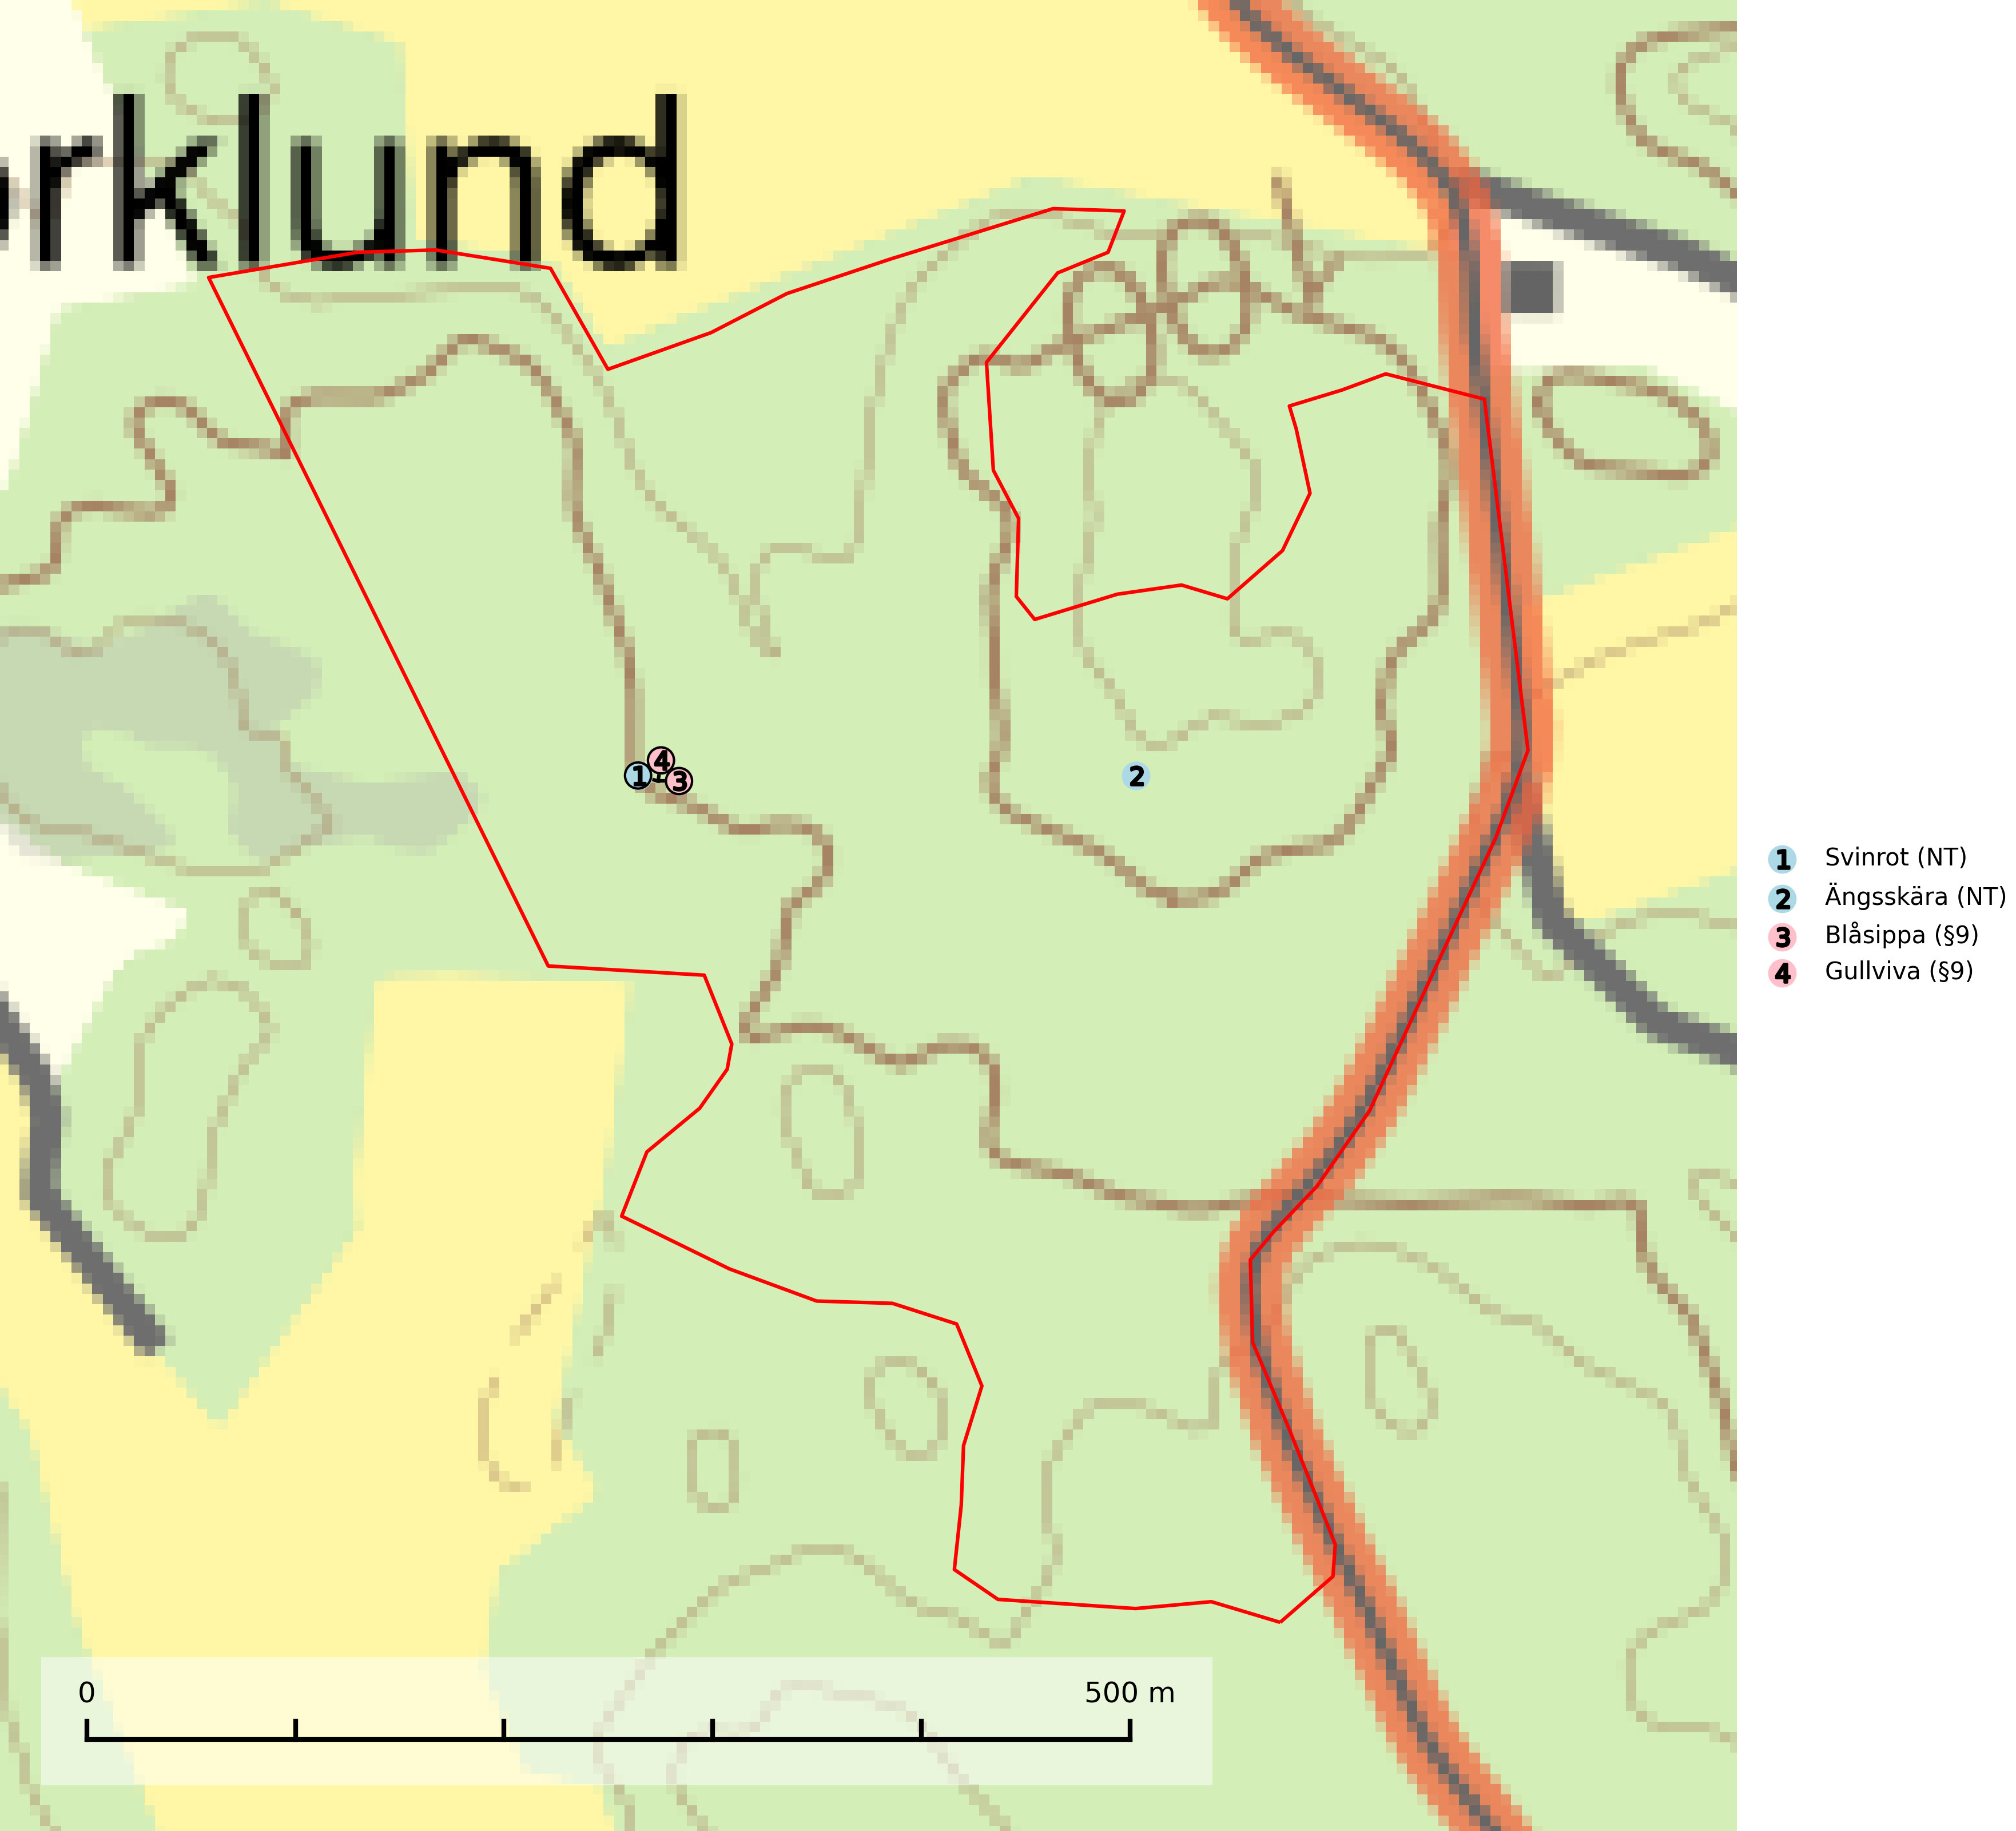 rklund
4
1
3
2
1 Svinrot (NT)
2 Ängsskära (NT)
3 Blåsippa (§9)
4 Gullviva (§9)
0 500 m